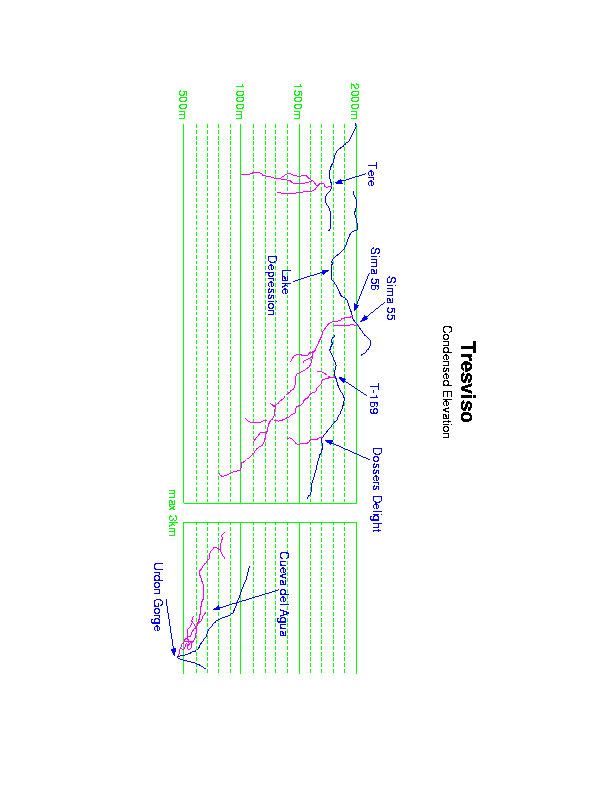 Tresviso
Condensed Elevation
Sima 55
Sima 56
Tere
T-169
Dossers Delight
2000m
1500m
1000m
500m
Lake
Depression
Cueva del Agua
max 3km
Urdon Gorge